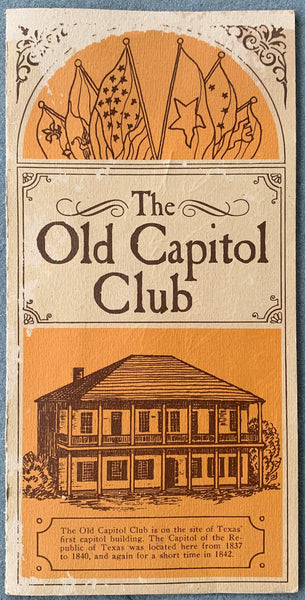 The
Old Capitol
Club
The Old Capitol Club is on the site of Texas'
first capitol building. The Capitol of the Re-
public of Texas was located here from 1837
to 1840, and again for a short time in 1842.